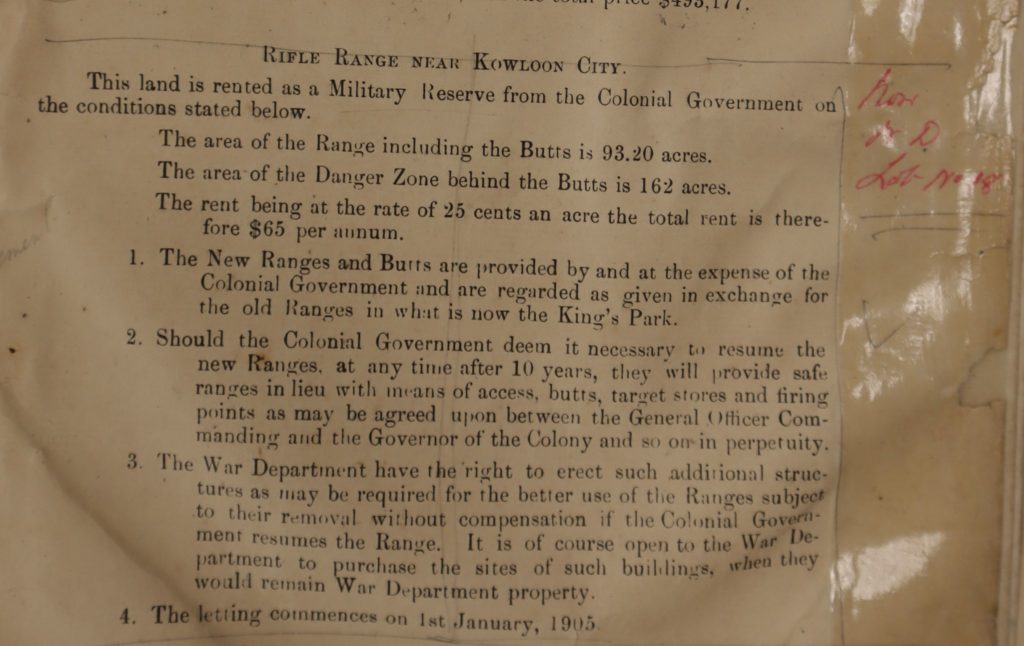 the total price $493,177.
RIFLE RANGE NEAR KOWLOON CITY.
This land is rented as a Military Reserve from the Colonial Government on
the conditions stated below.
The area of the Range including the Butts is 93.20 acres.
The area of the Danger Zone behind the Butts is 162 acres.
The rent being at the rate of 25 cents an acre the total rent is there-
fore $65 per annum.
1. The New Ranges and Butts are provided by and at the expense of the
Colonial Government and are regarded as given in exchange for
the old Ranges in what is now the King's Park.
2. Should the Colonial Government deem it necessary to resume the
new Ranges, at any time after 10 years, they will provide safe
ranges in lieu with means of access, butts, target stores and firing
points as may be agreed upon between the General Officer Com-
manding and the Governor of the Colony and so on in perpetuity.
3. The War Department have the right to erect such additional struc-
tures as may be required for the better use of the Ranges subject
to their removal without compensation if the Colonial Govern-
ment resumes the Range. It is of course open to the War De-
partment to purchase the sites of such buildings, when they
would remain War Department property.
4. The letting commences on 1st January, 1905.
Kow
W D
Lot No 18